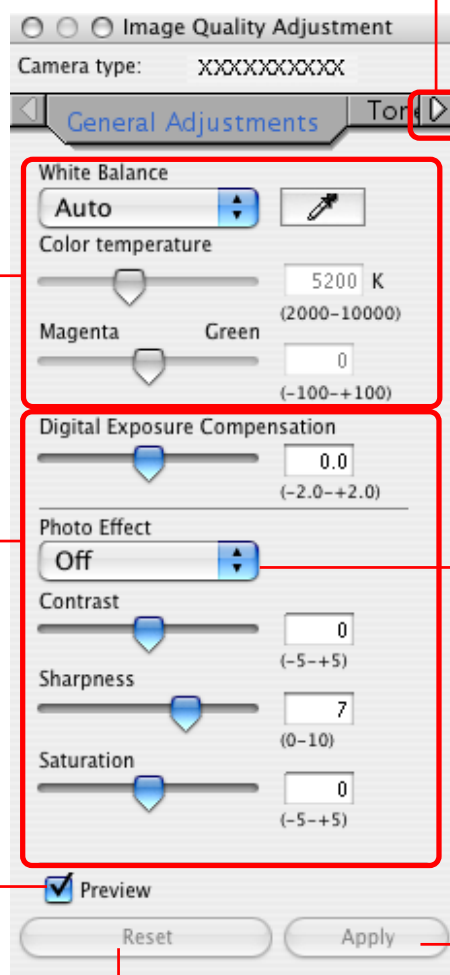 Image Quality Adjustment
Camera type: XXXXXXXXXX
General Adjustments
White Balance
Auto
Color temperature
5200 K
(2000-10000)
Magenta Green
0
(-100-+100)
Digital Exposure Compensation
0.0
(-2.0-+2.0)
Photo Effect
Off
Contrast
0
(-5-+5)
Sharpness
7
(0-10)
Saturation
0
(-5-+5)
Preview
Reset Apply